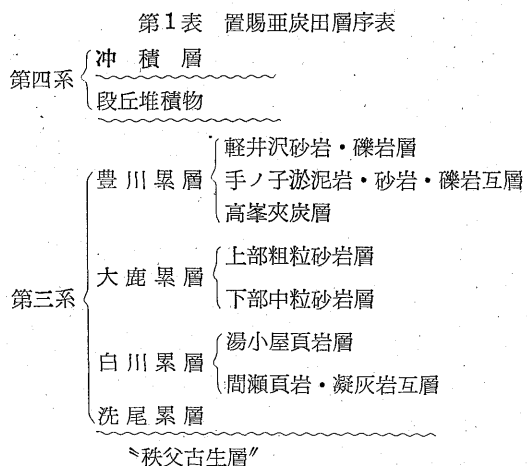 第1表 置賜亜炭田層序表
第四系
冲積層
段丘堆積物
第三系
豊川累層
軽井沢砂岩・礫岩層
手ノ子淤泥岩・砂岩・礫岩互層
高峯夾炭層
大鹿累層
上部粗粒砂岩層
下部中粒砂岩層
白川累層
湯小屋頁岩層
間瀬頁岩・凝灰岩互層
洗尾累層
〝秩父古生層〞